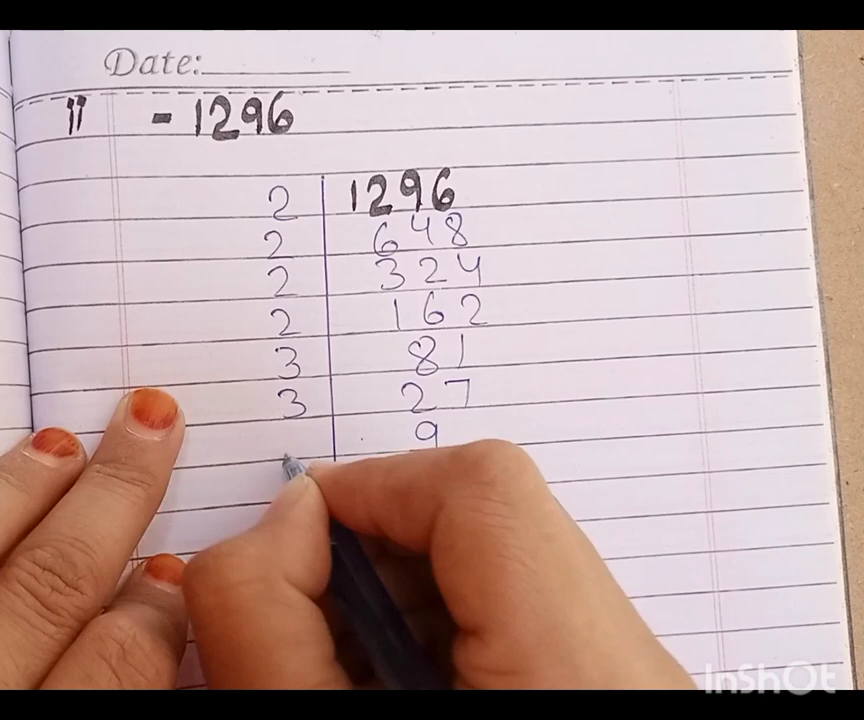 Date:
11 - 1296
2 | 1296
2 | 648
2 | 324
2 | 162
3 | 81
3 | 27
9
InShOt